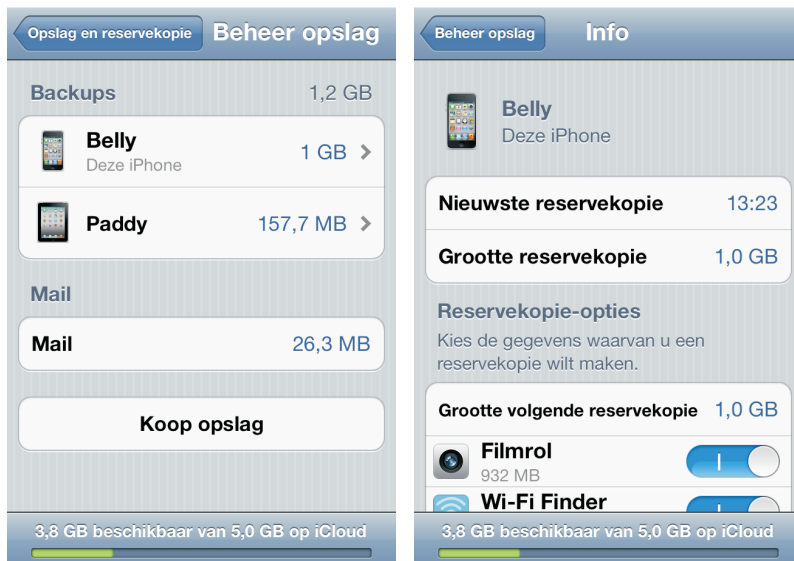 Opslag en reservekopie
Beheer opslag
Backups
1,2 GB
Belly
Deze iPhone
1 GB
Paddy
157,7 MB
Mail
Mail
26,3 MB
Koop opslag
3,8 GB beschikbaar van 5,0 GB op iCloud
Beheer opslag
Info
Belly
Deze iPhone
Nieuwste reservekopie
13:23
Grootte reservekopie
1,0 GB
Reservekopie-opties
Kies de gegevens waarvan u een
reservekopie wilt maken.
Grootte volgende reservekopie
1,0 GB
Filmrol
932 MB
Wi-Fi Finder
3,8 GB beschikbaar van 5,0 GB op iCloud